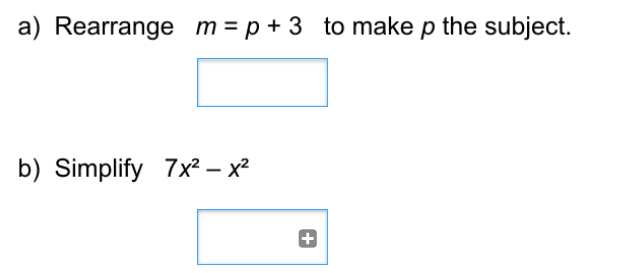 a) Rearrange m = p + 3 to make p the subject.
b) Simplify 7x² – x²